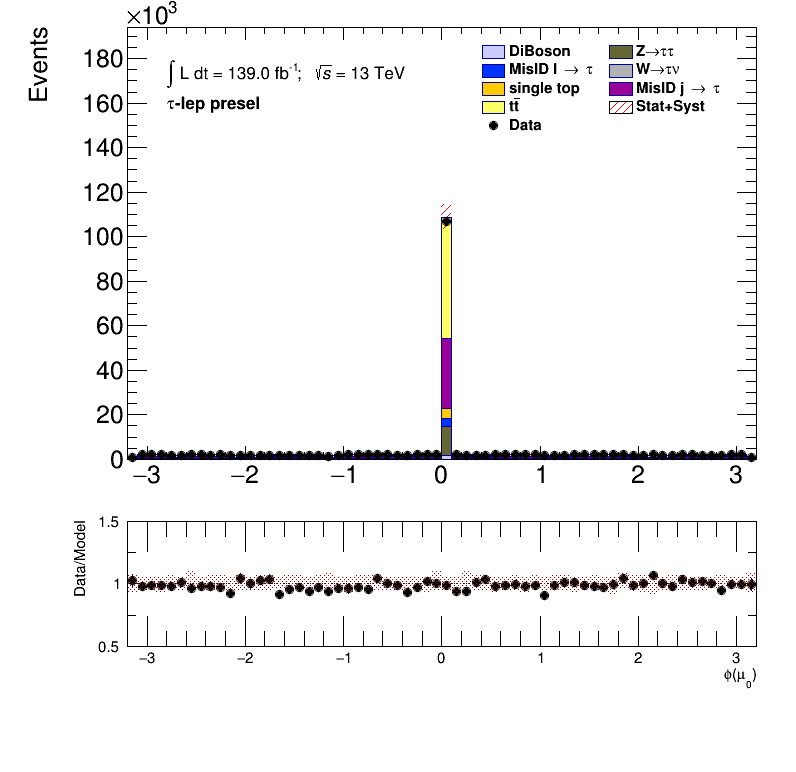 ×10³
Events
180
160
140
120
100
80
60
40
20
0
∫ L dt = 139.0 fb⁻¹; √s = 13 TeV
τ-lep presel
DiBoson
MisID l → τ
single top
tt̄
Data
Z→ττ
W→τν
MisID j → τ
Stat+Syst
−3 −2 −1 0 1 2 3
Data/Model
1.5
1
0.5
−3 −2 −1 0 1 2 3
ϕ(μ₀)